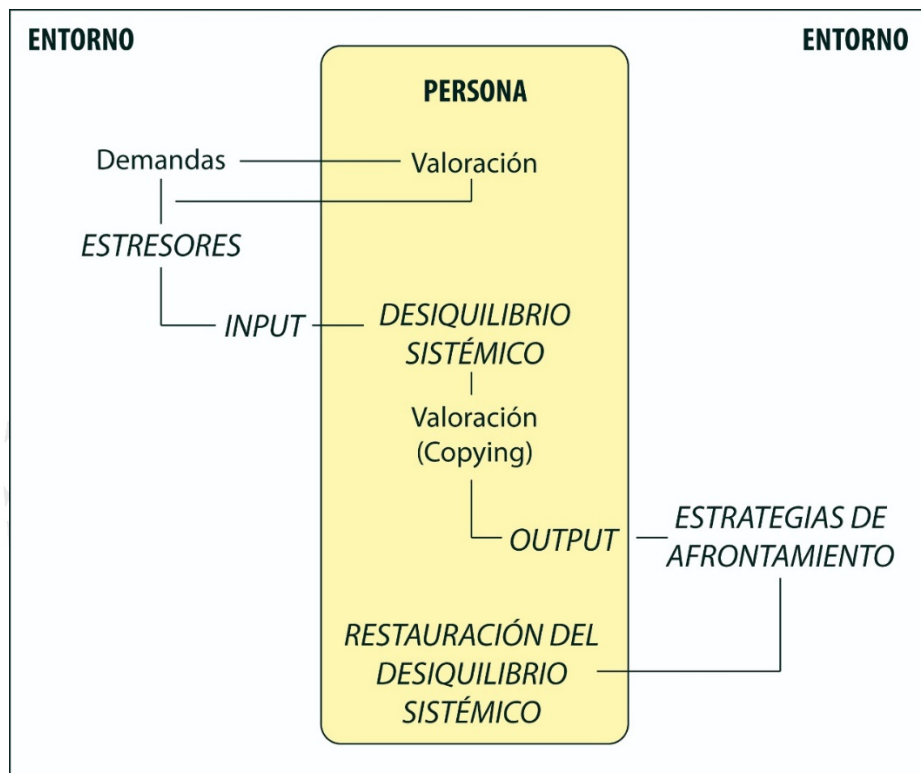 ENTORNO
ENTORNO
PERSONA
Demandas
Valoración
ESTRESORES
INPUT
DESIQUILIBRIO
SISTÉMICO
Valoración
(Copying)
OUTPUT
ESTRATEGIAS DE
AFRONTAMIENTO
RESTAURACIÓN DEL
DESIQUILIBRIO
SISTÉMICO